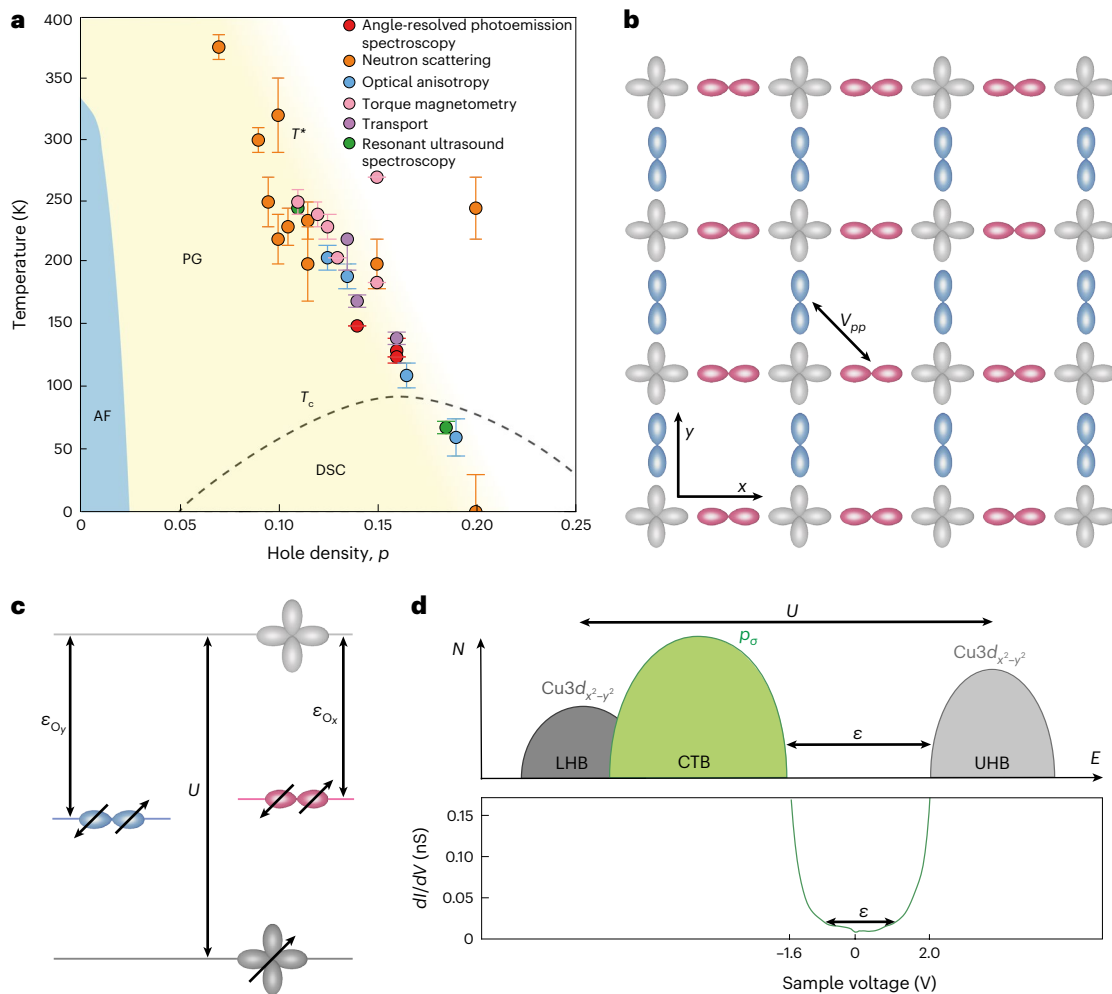 a
400
350
300
250
200
150
100
50
0
Temperature (K)
0
0.05
0.10
0.15
0.20
0.25
Hole density, p
Angle-resolved photoemission
spectroscopy
Neutron scattering
Optical anisotropy
Torque magnetometry
Transport
Resonant ultrasound
spectroscopy
T*
PG
AF
Tc
DSC
b
Vpp
y
x
c
εOy
U
εOx
d
U
N
pσ
Cu3dx²–y²
Cu3dx²–y²
ε
LHB
CTB
UHB
E
dI/dV (nS)
0.15
0.10
0.05
0
ε
–1.6
0
2.0
Sample voltage (V)